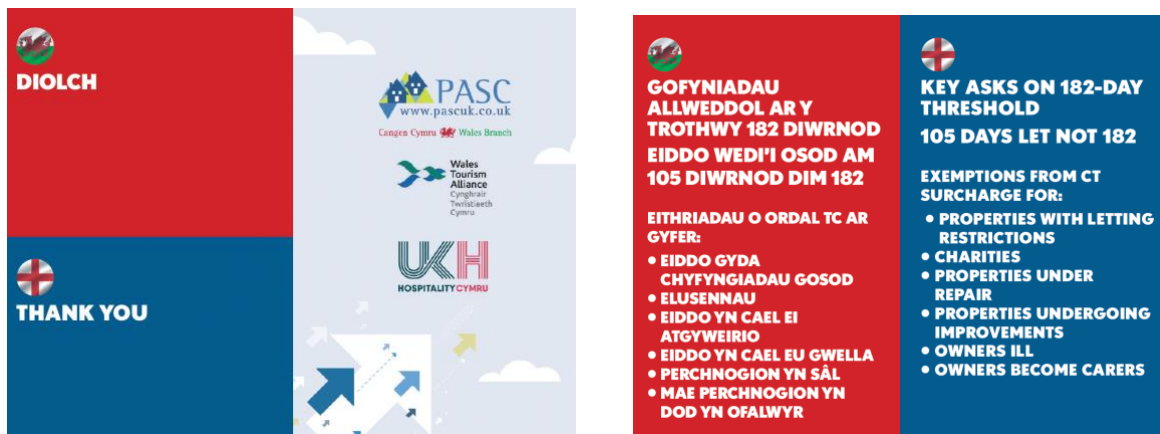 DIOLCH
THANK YOU
PASC
www.pascuk.co.uk
Cangen Cymru Wales Branch
Wales
Tourism
Alliance
Cynghrair
Twristiaeth
Cymru
UKH
HOSPITALITYCYMRU
GOFYNIADAU
ALLWEDDOL AR Y
TROTHWY 182 DIWRNOD
EIDDO WEDI'I OSOD AM
105 DIWRNOD DIM 182
EITHRIADAU O ORDAL TC AR
GYFER:
• EIDDO GYDA
CHYFYNGIADAU GOSOD
• ELUSENNAU
• EIDDO YN CAEL EI
ATGYWEIRIO
• EIDDO YN CAEL EU GWELLA
• PERCHNOGION YN SÂL
• MAE PERCHNOGION YN
DOD YN OFALWYR
KEY ASKS ON 182-DAY
THRESHOLD
105 DAYS LET NOT 182
EXEMPTIONS FROM CT
SURCHARGE FOR:
• PROPERTIES WITH LETTING
RESTRICTIONS
• CHARITIES
• PROPERTIES UNDER
REPAIR
• PROPERTIES UNDERGOING
IMPROVEMENTS
• OWNERS ILL
• OWNERS BECOME CARERS